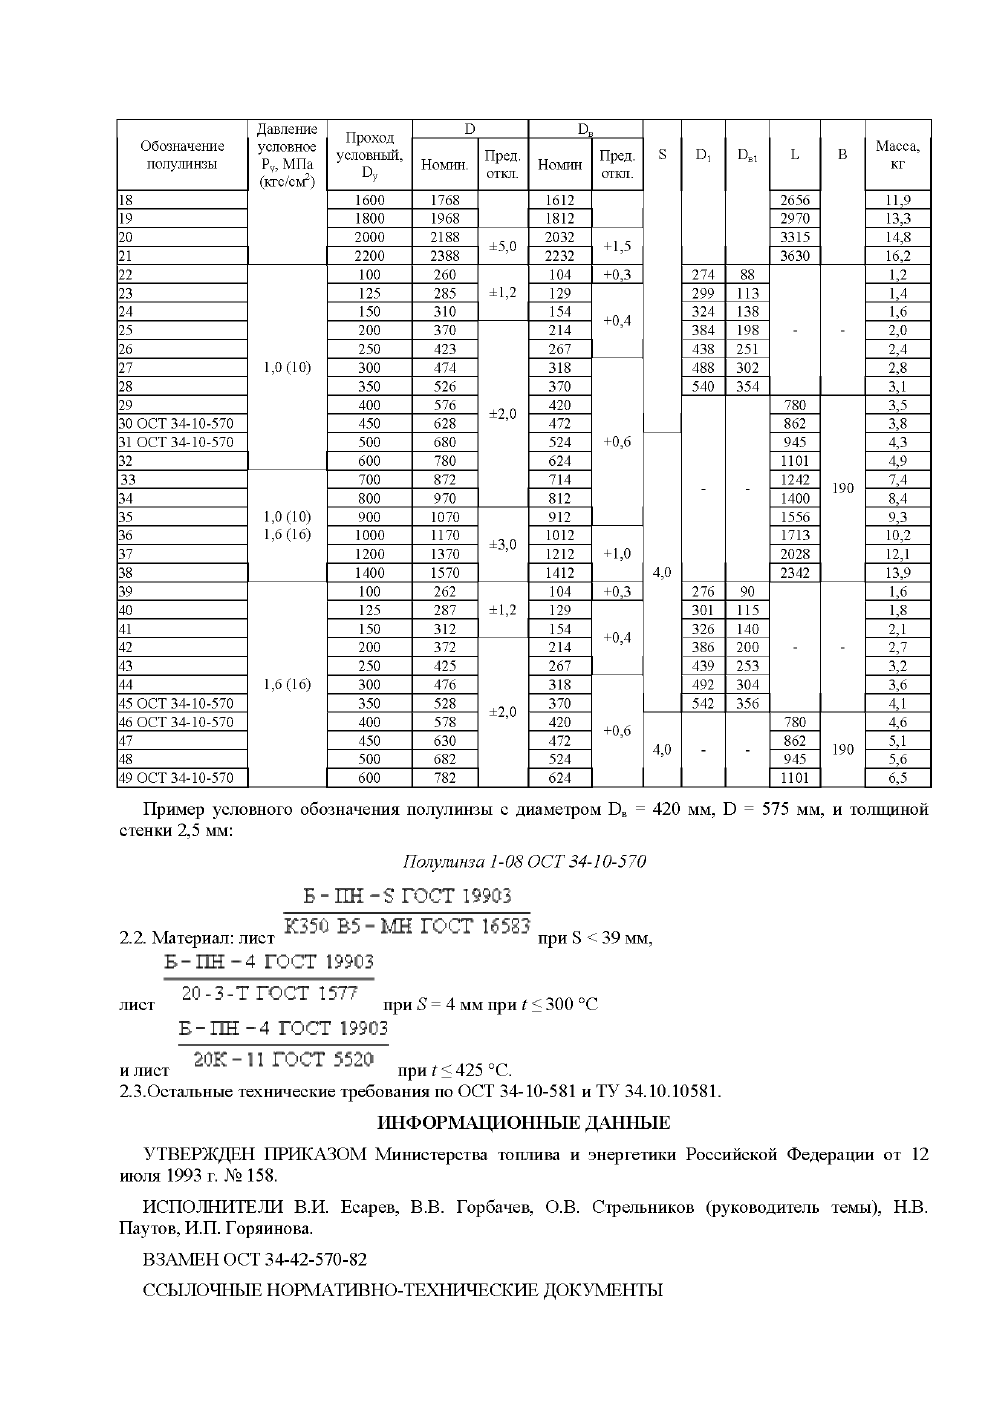 Обозначение полулинзы | Давление условное Pу, МПа (кгс/см2) | Проход условный, Dу | D | Dв | S | D1 | Dв1 | L | B | Масса, кг
Номин. | Пред. откл. | Номин | Пред. откл.
18 1600 1768 1612 2656 11,9
19 1800 1968 1812 2970 13,3
20 2000 2188 ±5,0 2032 +1,5 3315 14,8
21 2200 2388 2232 3630 16,2
22 1,0 (10) 100 260 ±1,2 104 +0,3 274 88 - - 1,2
23 125 285 129 +0,4 299 113 1,4
24 150 310 154 324 138 1,6
25 200 370 ±2,0 214 384 198 2,0
26 250 423 267 438 251 2,4
27 300 474 318 +0,6 488 302 2,8
28 350 526 370 540 354 3,1
29 400 576 420 - - 780 190 3,5
30 ОСТ 34-10-570 450 628 472 862 3,8
31 ОСТ 34-10-570 500 680 524 4,0 945 4,3
32 600 780 624 1101 4,9
33 1,0 (10) 1,6 (16) 700 872 714 1242 7,4
34 800 970 812 1400 8,4
35 900 1070 ±3,0 912 1556 9,3
36 1000 1170 1012 +1,0 1713 10,2
37 1200 1370 1212 2028 12,1
38 1400 1570 1412 2342 13,9
39 1,6 (16) 100 262 ±1,2 104 +0,3 276 90 - - 1,6
40 125 287 129 +0,4 301 115 1,8
41 150 312 154 326 140 2,1
42 200 372 ±2,0 214 386 200 2,7
43 250 425 267 439 253 3,2
44 300 476 318 +0,6 492 304 3,6
45 ОСТ 34-10-570 350 528 370 542 356 4,1
46 ОСТ 34-10-570 400 578 420 4,0 - - 780 190 4,6
47 450 630 472 862 5,1
48 500 682 524 945 5,6
49 ОСТ 34-10-570 600 782 624 1101 6,5
Пример условного обозначения полулинзы с диаметром Dв = 420 мм, D = 575 мм, и толщиной
стенки 2,5 мм:
Полулинза 1-08 ОСТ 34-10-570
Б – ПН – S ГОСТ 19903
2.2. Материал: лист К350 В5 – МН ГОСТ 16583 при S < 39 мм,
Б – ПН – 4 ГОСТ 19903
лист 20 - 3 - Т ГОСТ 1577 при S = 4 мм при t ≤ 300 °С
Б – ПН – 4 ГОСТ 19903
и лист 20К – 11 ГОСТ 5520 при t ≤ 425 °С.
2.3.Остальные технические требования по ОСТ 34-10-581 и ТУ 34.10.10581.
ИНФОРМАЦИОННЫЕ ДАННЫЕ
УТВЕРЖДЕН ПРИКАЗОМ Министерства топлива и энергетики Российской Федерации от 12
июля 1993 г. № 158.
ИСПОЛНИТЕЛИ В.И. Есарев, В.В. Горбачев, О.В. Стрельников (руководитель темы), Н.В.
Паутов, И.П. Горяинова.
ВЗАМЕН ОСТ 34-42-570-82
ССЫЛОЧНЫЕ НОРМАТИВНО-ТЕХНИЧЕСКИЕ ДОКУМЕНТЫ